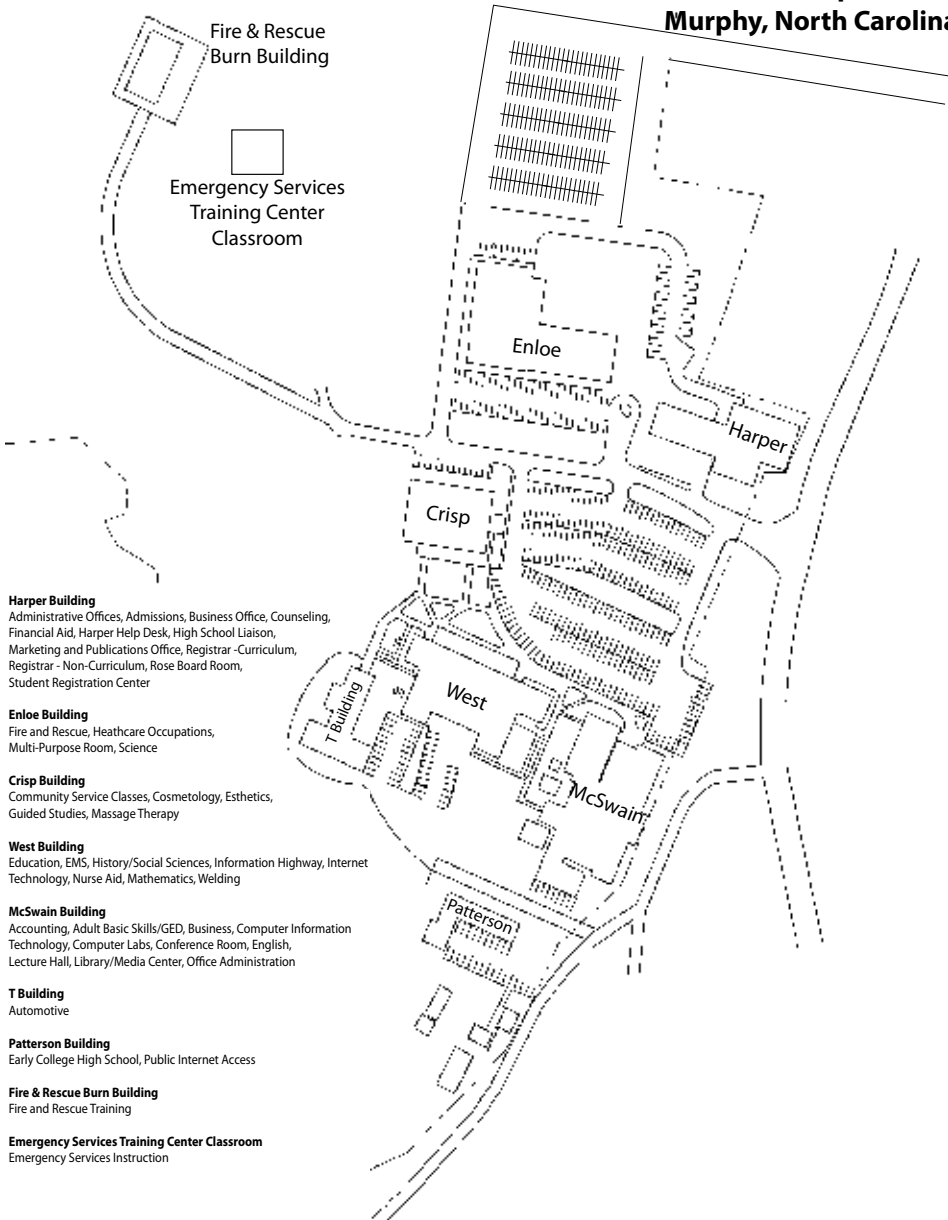 Murphy, North Carolina
Fire & Rescue
Burn Building
Emergency Services
Training Center
Classroom
Enloe
Harper
Crisp
West
T Building
McSwain
Patterson
Harper Building
Administrative Offices, Admissions, Business Office, Counseling,
Financial Aid, Harper Help Desk, High School Liaison,
Marketing and Publications Office, Registrar -Curriculum,
Registrar - Non-Curriculum, Rose Board Room,
Student Registration Center
Enloe Building
Fire and Rescue, Heathcare Occupations,
Multi-Purpose Room, Science
Crisp Building
Community Service Classes, Cosmetology, Esthetics,
Guided Studies, Massage Therapy
West Building
Education, EMS, History/Social Sciences, Information Highway, Internet
Technology, Nurse Aid, Mathematics, Welding
McSwain Building
Accounting, Adult Basic Skills/GED, Business, Computer Information
Technology, Computer Labs, Conference Room, English,
Lecture Hall, Library/Media Center, Office Administration
T Building
Automotive
Patterson Building
Early College High School, Public Internet Access
Fire & Rescue Burn Building
Fire and Rescue Training
Emergency Services Training Center Classroom
Emergency Services Instruction